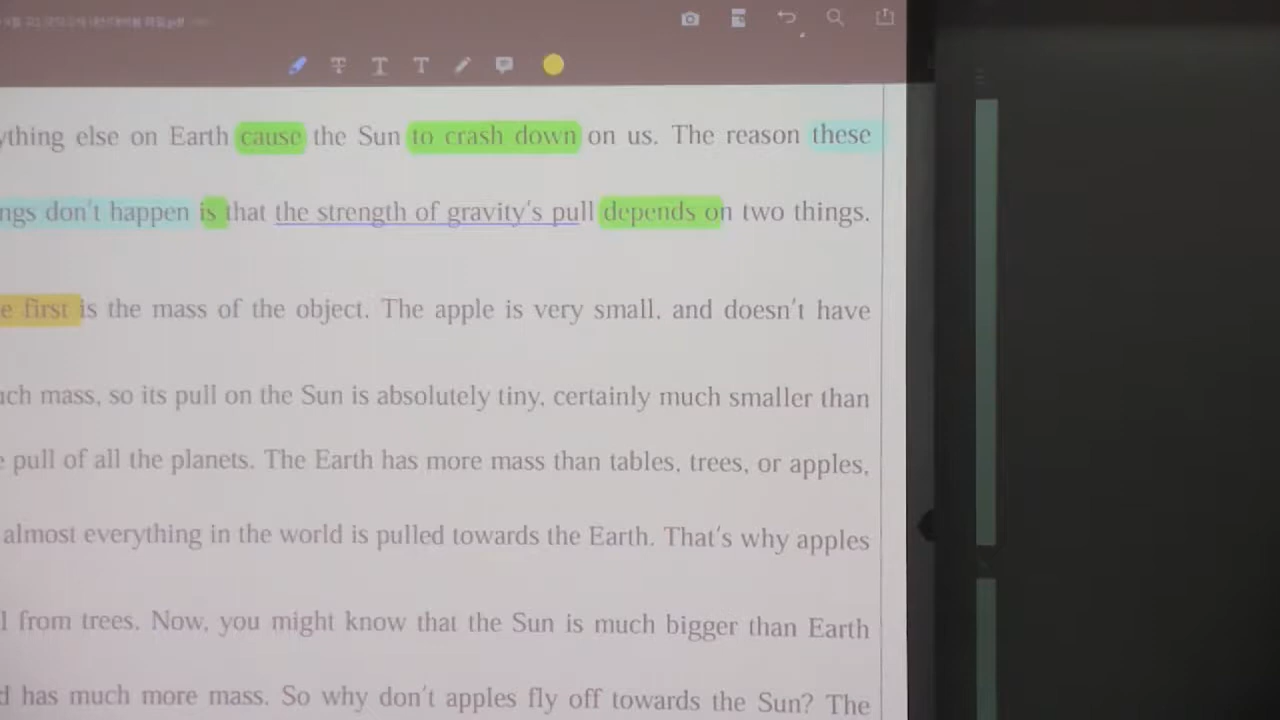 ything else on Earth cause the Sun to crash down on us. The reason these
ngs don't happen is that the strength of gravity's pull depends on two things.
e first is the mass of the object. The apple is very small, and doesn't have
uch mass, so its pull on the Sun is absolutely tiny, certainly much smaller than
e pull of all the planets. The Earth has more mass than tables, trees, or apples,
almost everything in the world is pulled towards the Earth. That's why apples
l from trees. Now, you might know that the Sun is much bigger than Earth
d has much more mass. So why don't apples fly off towards the Sun? The